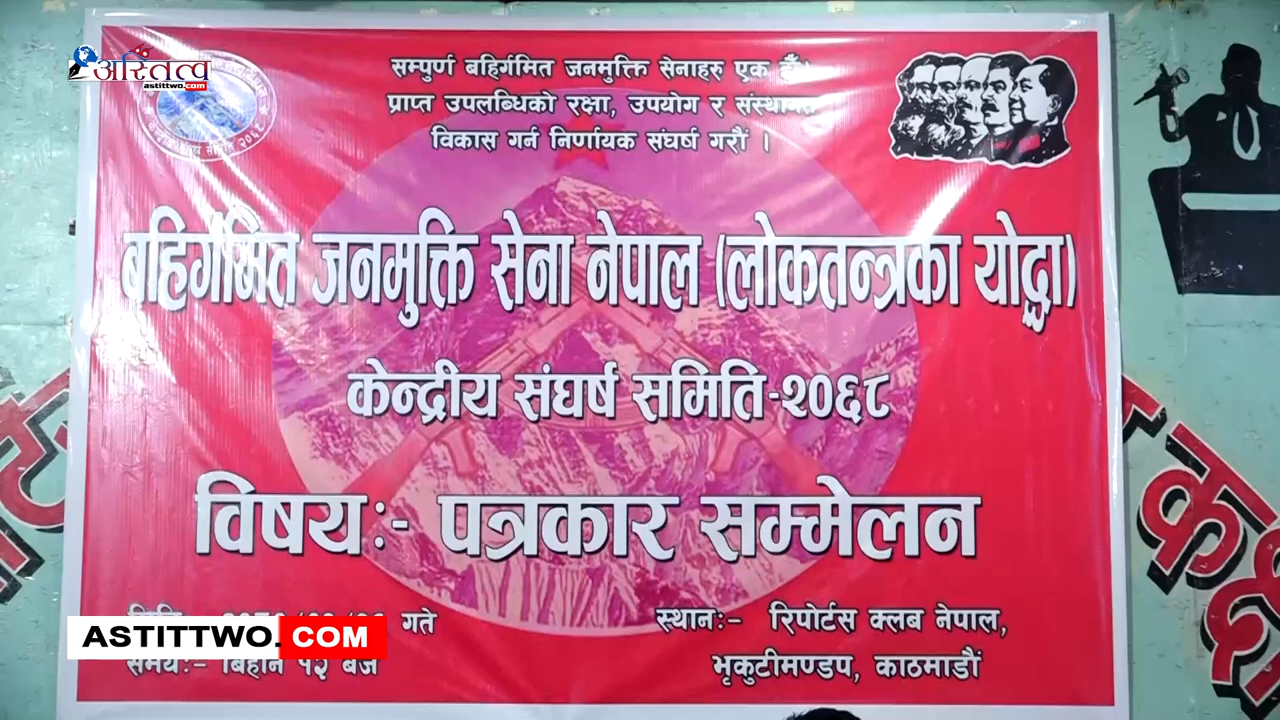 अस्तित्व
astittwo.com
सम्पुर्ण बहिर्गमित जनमुक्ति सेनाहरु एक
प्राप्त उपलब्धिको रक्षा, उपयोग र
विकास गर्न निर्णायक संघर्ष गरौं ।
बहिर्गमित जनमुक्ति सेना नेपाल (लोकतन्त्रका योद्धा)
केन्द्रीय संघर्ष समिति-२०६८
विषय:- पत्रकार सम्मेलन
गते
स्थान:- रिपोर्टस क्लब नेपाल,
ASTITTWO.COM
समय:- बिहान १२ बजे
भृकुटीमण्डप, काठमाडौं